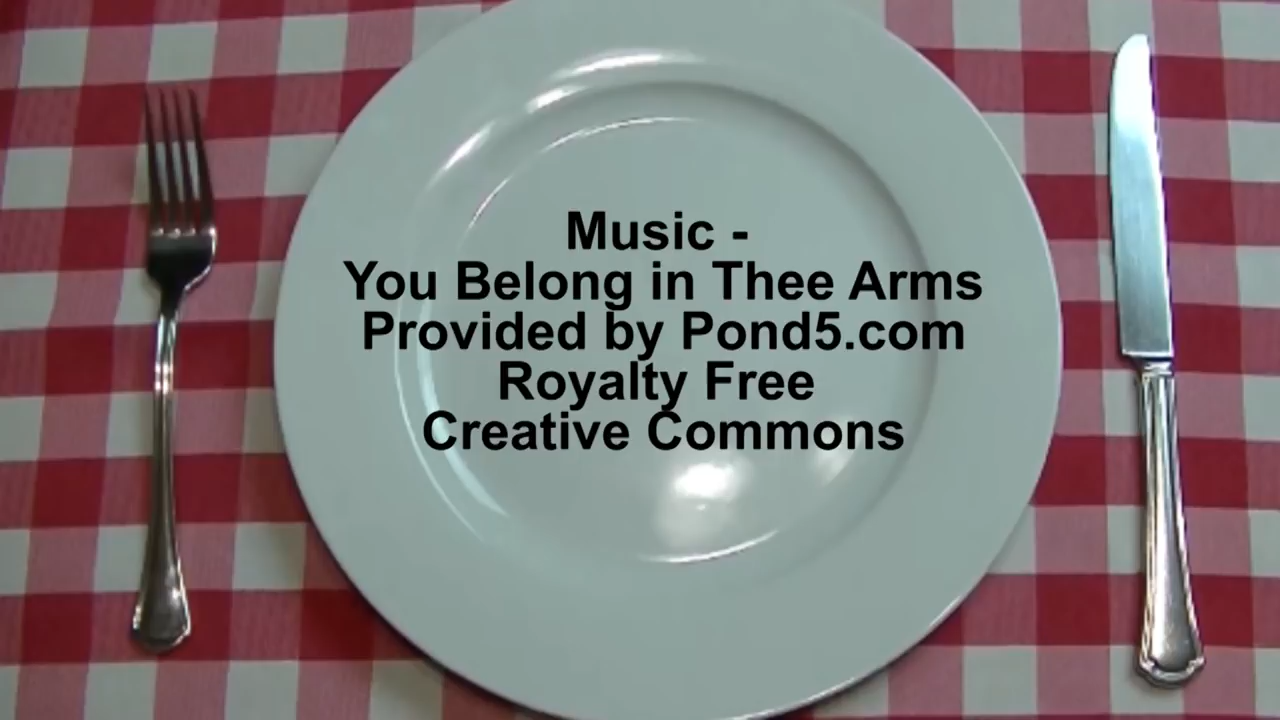 Music -
You Belong in Thee Arms
Provided by Pond5.com
Royalty Free
Creative Commons